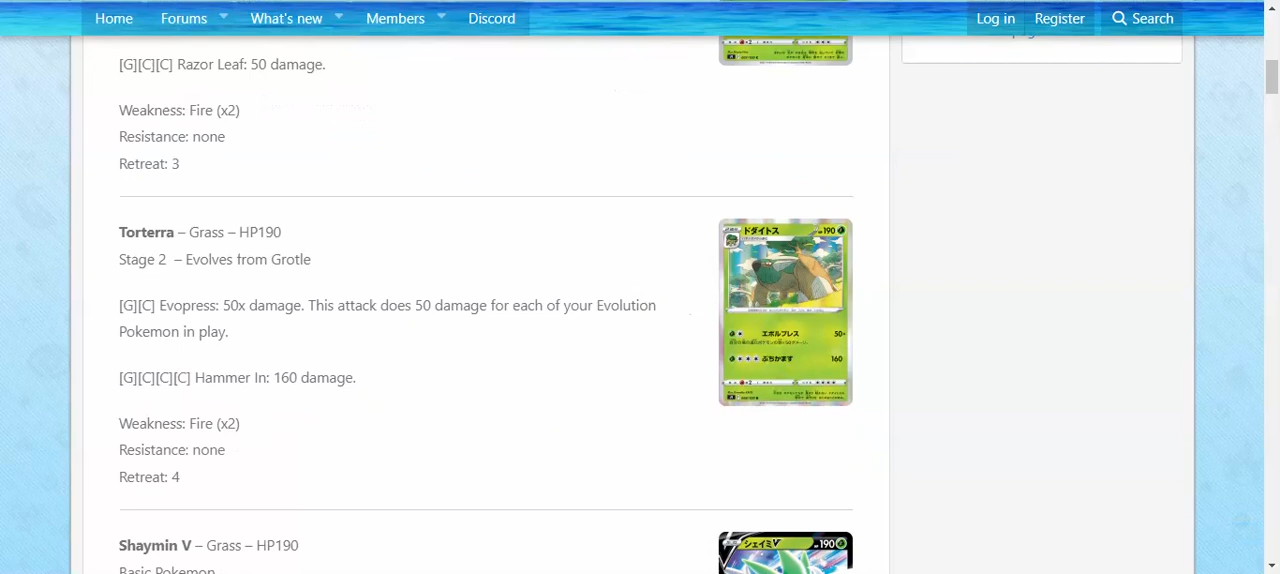 Home Forums What's new Members Discord Log in Register Search
[G][C][C] Razor Leaf: 50 damage.
Weakness: Fire (x2)
Resistance: none
Retreat: 3
Torterra – Grass – HP190
Stage 2 – Evolves from Grotle
[G][C] Evopress: 50x damage. This attack does 50 damage for each of your Evolution
Pokemon in play.
[G][C][C][C] Hammer In: 160 damage.
Weakness: Fire (x2)
Resistance: none
Retreat: 4
ドダイトス 190
エボルプレス 50
ぶちかます 160
Shaymin V – Grass – HP190
Basic Pokemon
シェイミV 190